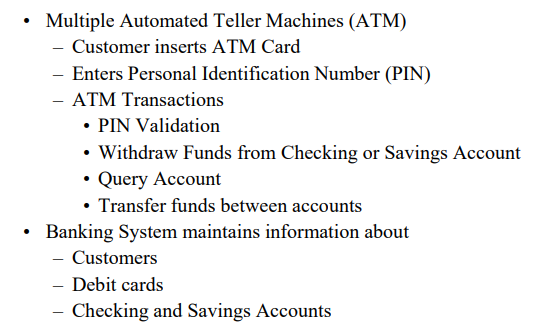 • Multiple Automated Teller Machines (ATM)
– Customer inserts ATM Card
– Enters Personal Identification Number (PIN)
– ATM Transactions
• PIN Validation
• Withdraw Funds from Checking or Savings Account
• Query Account
• Transfer funds between accounts
• Banking System maintains information about
– Customers
– Debit cards
– Checking and Savings Accounts